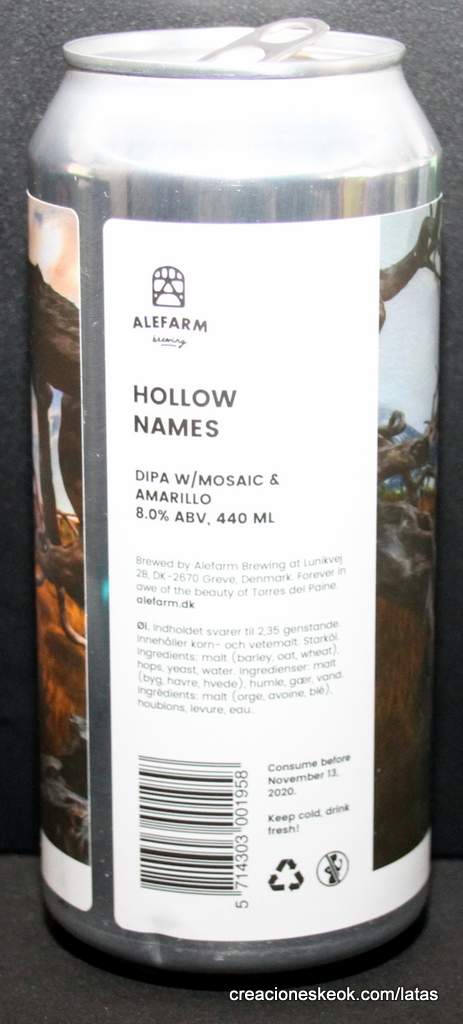 ALEFARM
brewing
HOLLOW
NAMES
DIPA W/MOSAIC &
AMARILLO
8.0% ABV, 440 ML
Brewed by Alefarm Brewing at Lunikvej
2B, DK-2670 Greve, Denmark. Forever in
awe of the beauty of Torres del Paine.
alefarm.dk
Øl. Indholdet svarer til 2,35 genstande.
Innehåller korn- och vetemalt. Starköl.
Ingredients: malt (barley, oat, wheat),
hops, yeast, water. Ingredienser: malt
(byg, havre, hvede), humle, gær, vand.
Ingrédients: malt (orge, avoine, blé),
houblons, levure, eau.
Consume before
November 13,
2020.
Keep cold, drink
fresh!
5 714303 001958
creacioneskeok.com/latas